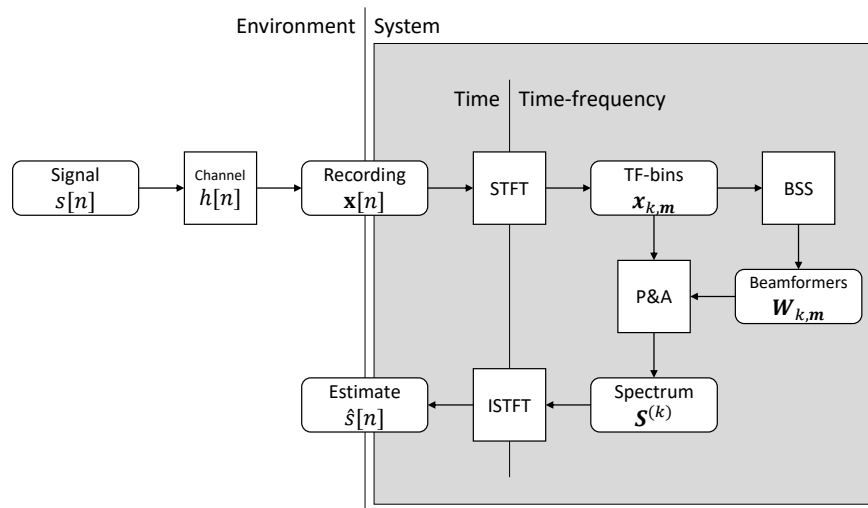 Environment
System
Time
Time-frequency
Signal
s[n]
Channel
h[n]
Recording
x[n]
STFT
TF-bins
x_{k,m}
BSS
P&A
Beamformers
W_{k,m}
Estimate
ŝ[n]
ISTFT
Spectrum
S^{(k)}